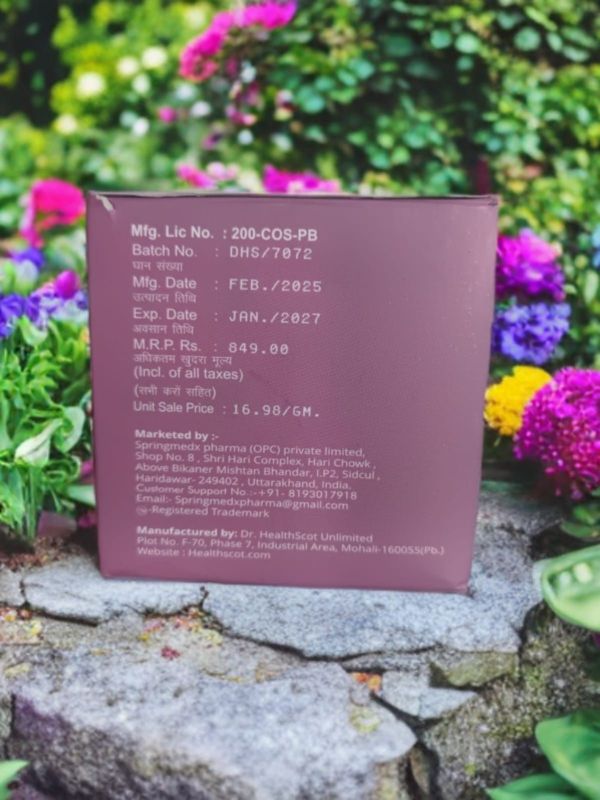 Mfg. Lic No. : 200-COS-PB
Batch No. : DHS/7072
घान संख्या
Mfg. Date : FEB./2025
उत्पादन तिथि
Exp. Date : JAN./2027
अवसान तिथि
M.R.P. Rs. : 849.00
अधिकतम खुदरा मूल्य
(Incl. of all taxes)
(सभी करों सहित)
Unit Sale Price : 16.98/GM.
Marketed by :-
Springmedx pharma (OPC) private limited,
Shop No. 8 , Shri Hari Complex, Hari Chowk ,
Above Bikaner Mishtan Bhandar, I.P2, Sidcul ,
Haridawar- 249402 , Uttarakhand, India.
Customer Support No.:-+91- 8193017918
Email:- Springmedxpharma@gmail.com
-Registered Trademark
Manufactured by: Dr. HealthScot Unlimited
Plot No. F-70, Phase 7, Industrial Area, Mohali-160055(Pb.)
Website : Healthscot.com